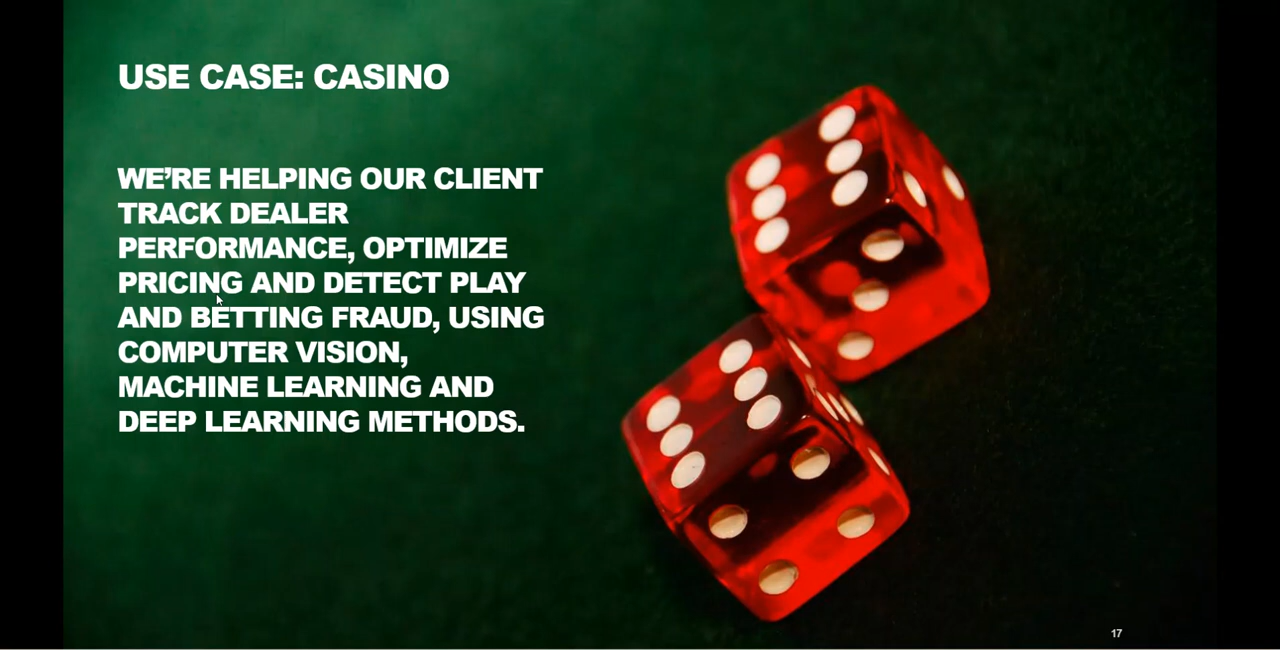 USE CASE: CASINO
WE’RE HELPING OUR CLIENT
TRACK DEALER
PERFORMANCE, OPTIMIZE
PRICING AND DETECT PLAY
AND BETTING FRAUD, USING
COMPUTER VISION,
MACHINE LEARNING AND
DEEP LEARNING METHODS.
17